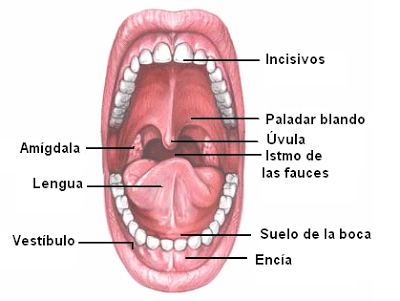 Incisivos
Paladar blando
Úvula
Amígdala
Istmo de
las fauces
Lengua
Suelo de la boca
Vestíbulo
Encía